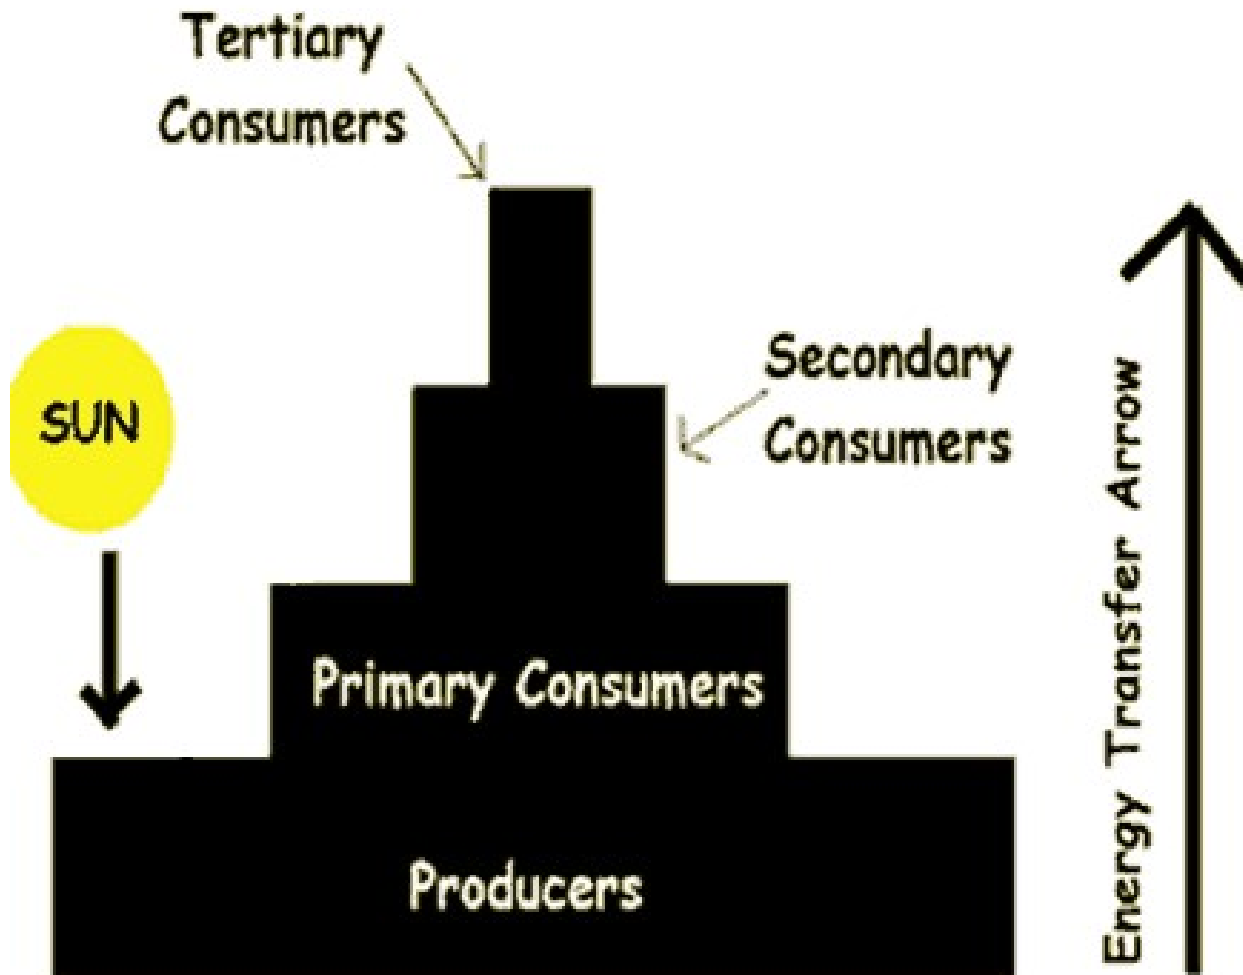 Tertiary
Consumers
SUN
Secondary
Consumers
Energy Transfer Arrow
Primary Consumers
Producers